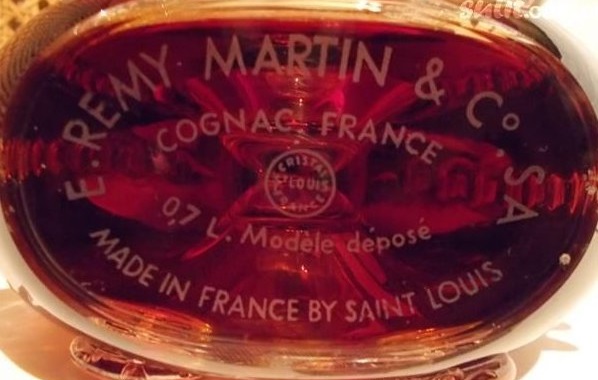 E. REMY MARTIN & Co. SA
COGNAC. FRANCE
CRISTAL
ST LOUIS
FRANCE
0,7 L. Modèle déposé
MADE IN FRANCE BY SAINT LOUIS